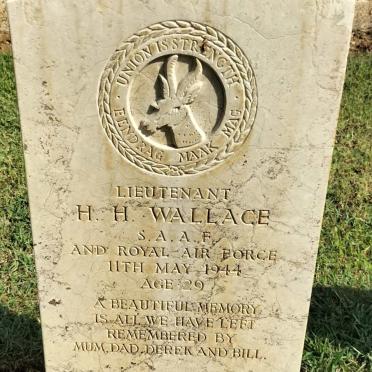 UNION IS STRENGTH
EENDRAG MAAK MAG
LIEUTENANT
H. H. WALLACE
S. A. A. F.
AND ROYAL AIR FORCE
11TH MAY 1944
AGE 29
A BEAUTIFUL MEMORY
IS ALL WE HAVE LEFT
REMEMBERED BY
MUM, DAD, DEREK AND BILL.